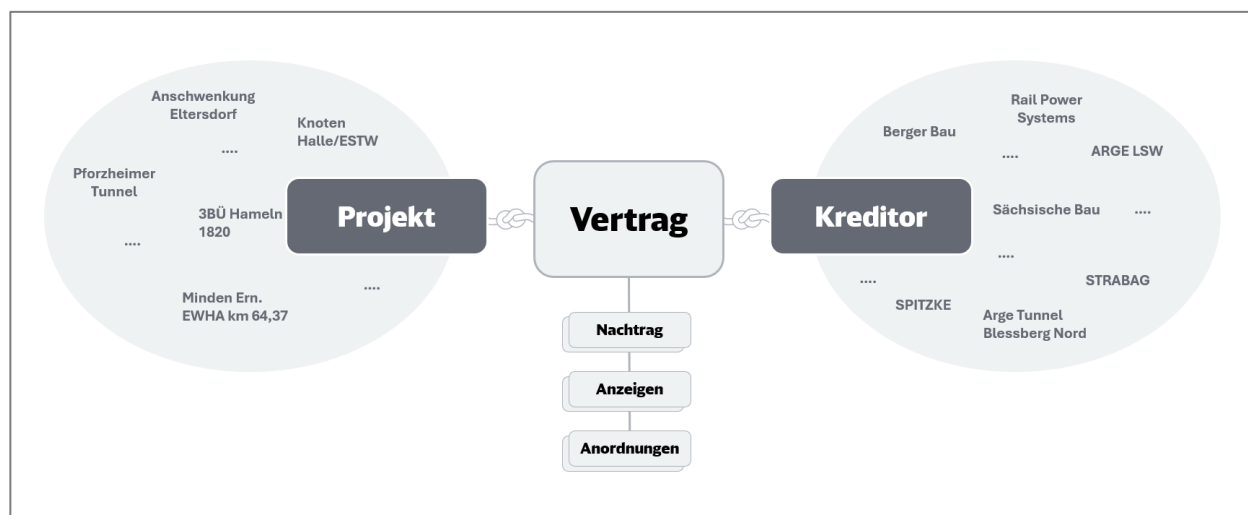 Anschwenkung
Eltersdorf
Knoten
Halle/ESTW
....
Pforzheimer
Tunnel
3BÜ Hameln
1820
....
....
Minden Ern.
EWHA km 64,37
Projekt
Vertrag
Kreditor
Nachtrag
Anzeigen
Anordnungen
Rail Power
Systems
Berger Bau
....
ARGE LSW
Sächsische Bau
....
....
....
STRABAG
SPITZKE
Arge Tunnel
Blessberg Nord